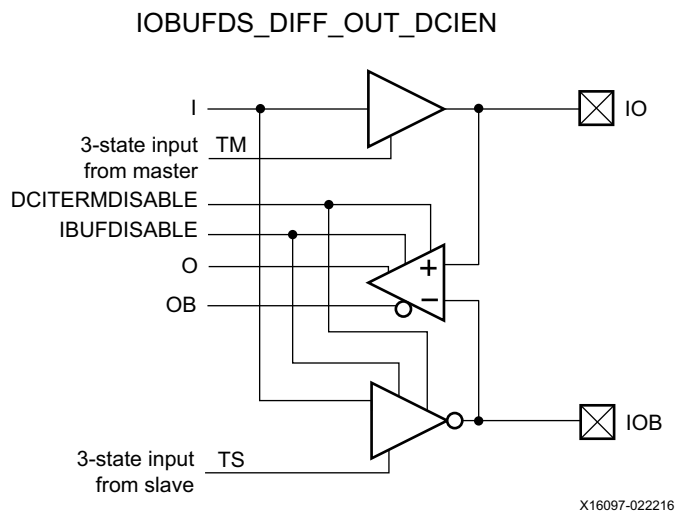 IOBUFDS_DIFF_OUT_DCIEN
I
IO
3-state input TM
from master
DCITERMDISABLE
IBUFDISABLE
+
O
−
OB
IOB
3-state input TS
from slave
X16097-022216